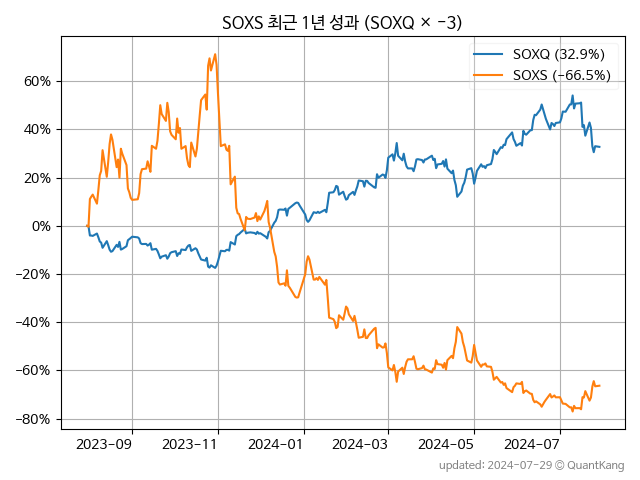 SOXS 최근 1년 성과 (SOXQ × −3)
SOXQ (32.9%)
SOXS (−66.5%)
60%
40%
20%
0%
−20%
−40%
−60%
−80%
2023−09 2023−11 2024−01 2024−03 2024−05 2024−07
updated: 2024-07-29 © QuantKang